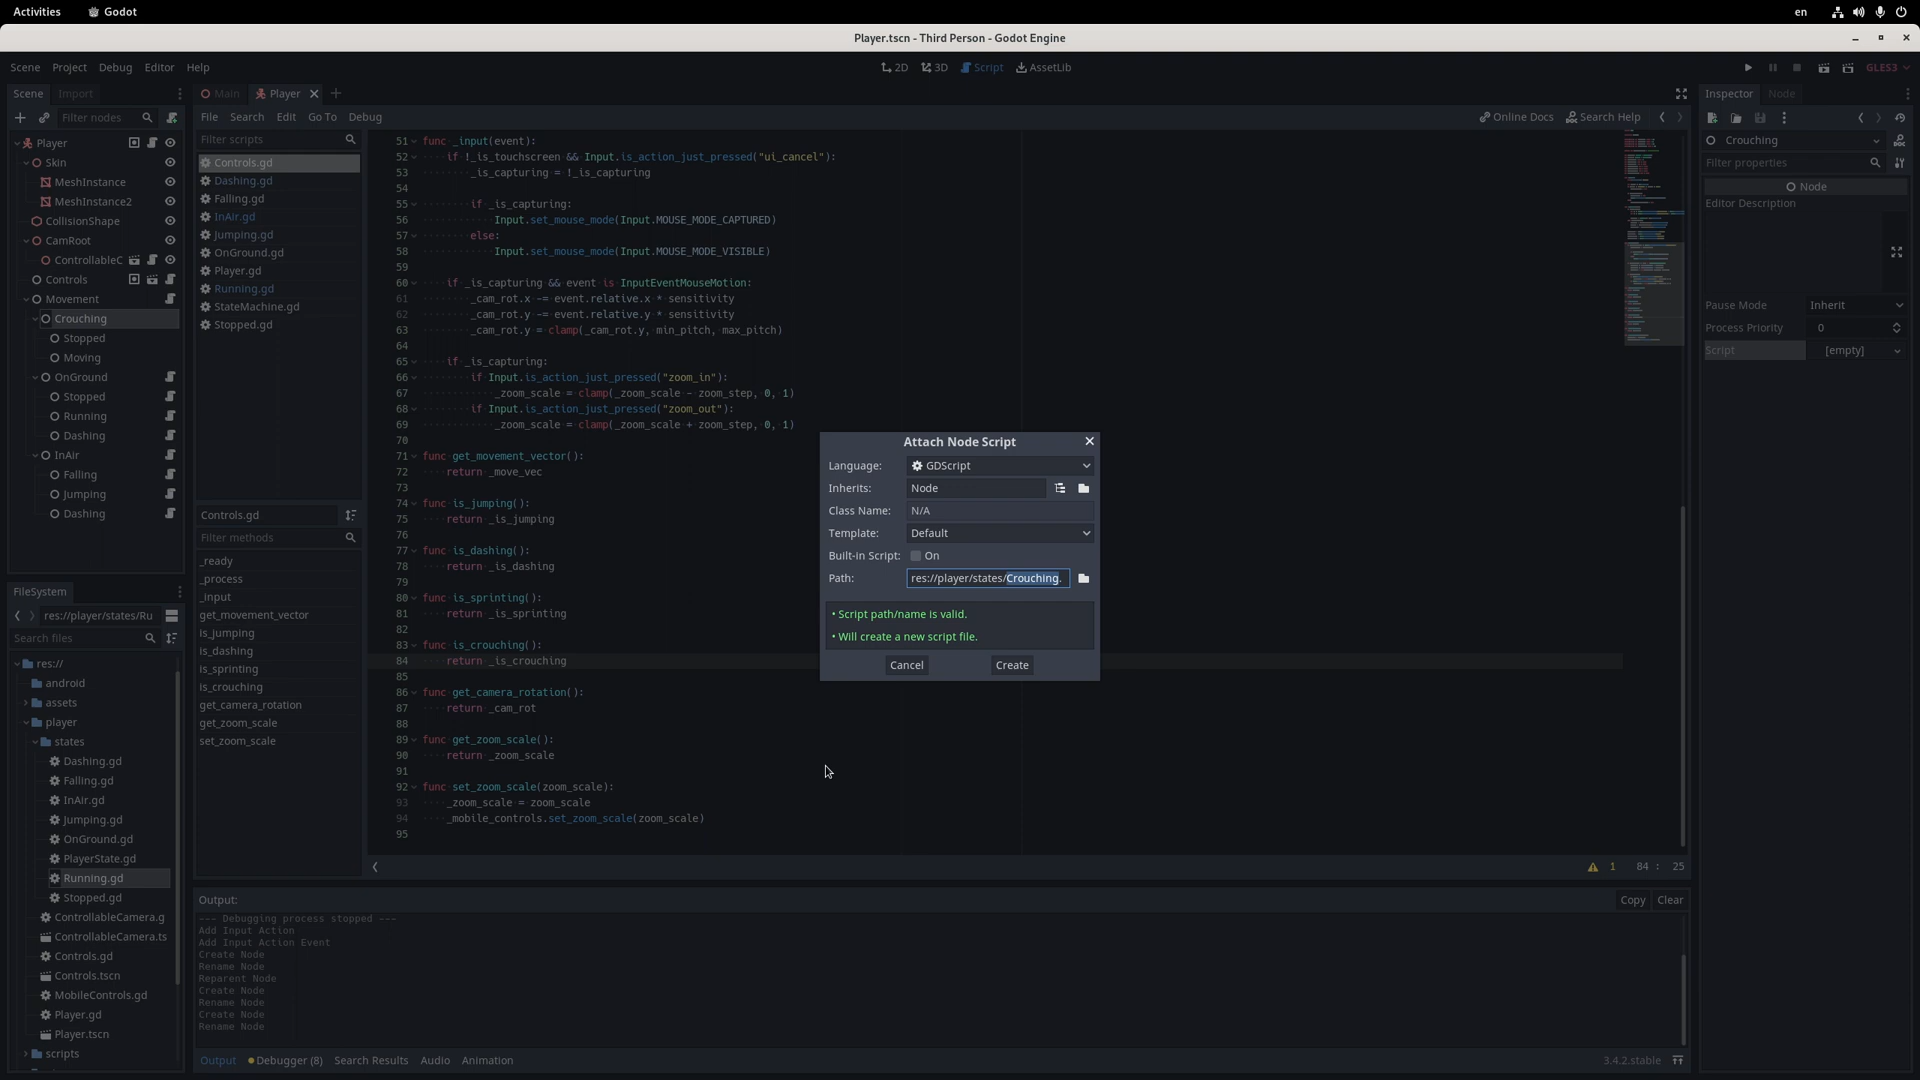 Activities
Godot
en
Player.tscn - Third Person - Godot Engine
Scene Project Debug Editor Help
2D 3D Script AssetLib
GLES3
Scene Import
Filter nodes
Player
Skin
MeshInstance
MeshInstance2
CollisionShape
CamRoot
ControllableC
Controls
Movement
Crouching
Stopped
Moving
OnGround
Stopped
Running
Dashing
InAir
Falling
Jumping
Dashing
FileSystem
res://player/states/Ru
Search files
res://
android
assets
player
states
Dashing.gd
Falling.gd
InAir.gd
Jumping.gd
OnGround.gd
PlayerState.gd
Running.gd
Stopped.gd
ControllableCamera.g
ControllableCamera.ts
Controls.gd
Controls.tscn
MobileControls.gd
Player.gd
Player.tscn
scripts
Main Player
File Search Edit Go To Debug
Online Docs Search Help
Filter scripts
Controls.gd
Dashing.gd
Falling.gd
InAir.gd
Jumping.gd
OnGround.gd
Player.gd
Running.gd
StateMachine.gd
Stopped.gd
Controls.gd
Filter methods
_ready
_process
_input
get_movement_vector
is_jumping
is_dashing
is_sprinting
is_crouching
get_camera_rotation
get_zoom_scale
set_zoom_scale
51 func _input(event):
52 if !_is_touchscreen && Input.is_action_just_pressed("ui_cancel"):
53 _is_capturing = !_is_capturing
54
55 if _is_capturing:
56 Input.set_mouse_mode(Input.MOUSE_MODE_CAPTURED)
57 else:
58 Input.set_mouse_mode(Input.MOUSE_MODE_VISIBLE)
59
60 if _is_capturing && event is InputEventMouseMotion:
61 _cam_rot.x -= event.relative.x * sensitivity
62 _cam_rot.y -= event.relative.y * sensitivity
63 _cam_rot.y = clamp(_cam_rot.y, min_pitch, max_pitch)
64
65 if _is_capturing:
66 if Input.is_action_just_pressed("zoom_in"):
67 _zoom_scale = clamp(_zoom_scale - zoom_step, 0, 1)
68 if Input.is_action_just_pressed("zoom_out"):
69 _zoom_scale = clamp(_zoom_scale + zoom_step, 0, 1)
70
71 func get_movement_vector():
72 return _move_vec
73
74 func is_jumping():
75 return _is_jumping
76
77 func is_dashing():
78 return _is_dashing
79
80 func is_sprinting():
81 return _is_sprinting
82
83 func is_crouching():
84 return _is_crouching
85
86 func get_camera_rotation():
87 return _cam_rot
88
89 func get_zoom_scale():
90 return _zoom_scale
91
92 func set_zoom_scale(zoom_scale):
93 _zoom_scale = zoom_scale
94 _mobile_controls.set_zoom_scale(zoom_scale)
95
1 84 : 25
Attach Node Script
Language: GDScript
Inherits: Node
Class Name: N/A
Template: Default
Built-in Script: On
Path: res://player/states/Crouching.
• Script path/name is valid.
• Will create a new script file.
Cancel Create
Output:
Copy Clear
--- Debugging process stopped ---
Add Input Action
Add Input Action Event
Create Node
Rename Node
Reparent Node
Create Node
Rename Node
Create Node
Rename Node
Output Debugger (8) Search Results Audio Animation
3.4.2.stable
Inspector Node
Crouching
Filter properties
Node
Editor Description
Pause Mode Inherit
Process Priority 0
Script [empty]